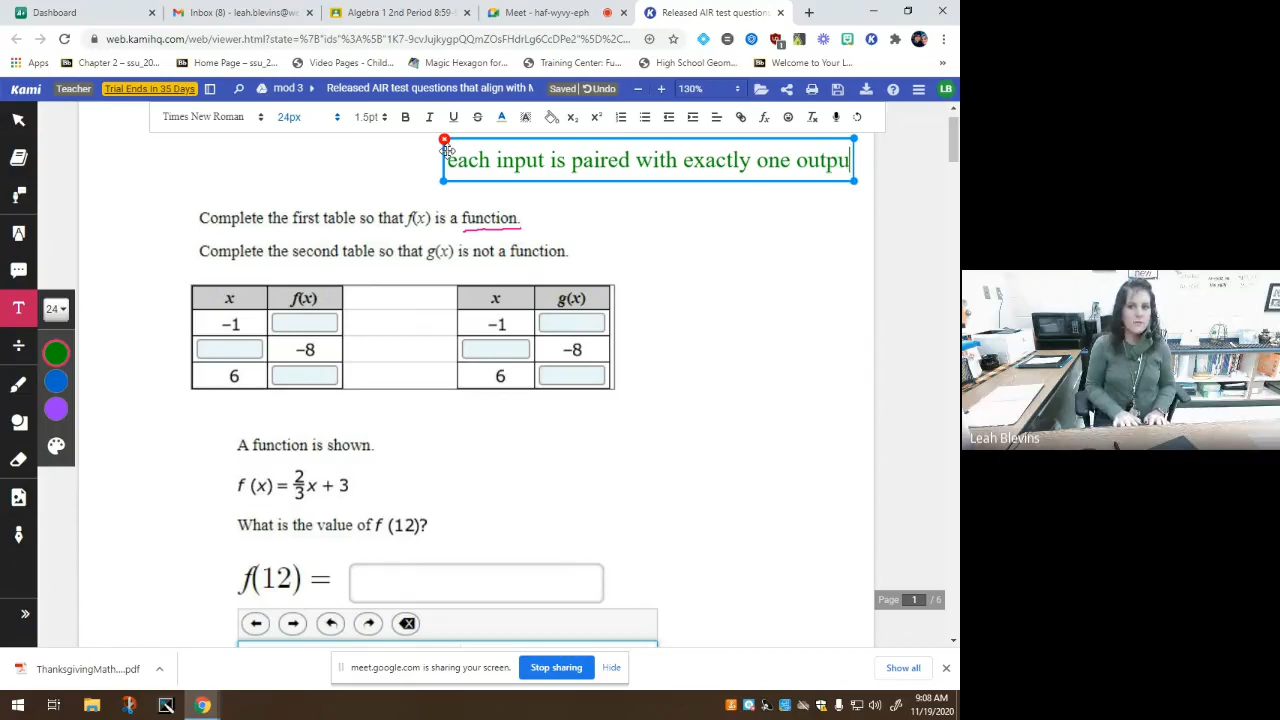 Dashboard
Inbox (8) - leah.blevins@w
Algebra 1 2nd Period 8:59-
Meet - haf-wyvy-eph
Released AIR test questions
web.kamihq.com/web/viewer.html?state=%7B"ids"%3A%5B"1K7-9cvJujkygpQQmZOsFHdrLg6CcDPe2"%5D%2C...
Apps
Chapter 2 – ssu_20...
Home Page – ssu_2...
Video Pages - Child...
Magic Hexagon for...
Training Center: Fu...
High School Geom...
Welcome to Your L...
Kami
Teacher
Trial Ends In 35 Days
mod 3
Released AIR test questions that align with M
Saved
Undo
130%
LB
Times New Roman
24px
1.5pt
each input is paired with exactly one outpu
Complete the first table so that f(x) is a function.
Complete the second table so that g(x) is not a function.
x f(x) x g(x)
−1 −1
−8 −8
6 6
24
A function is shown.
f (x) = 2/3 x + 3
What is the value of f (12)?
f(12) =
Page 1 / 6
new
Leah Blevins
ThanksgivingMath....pdf
meet.google.com is sharing your screen.
Stop sharing
Hide
Show all
9:08 AM
11/19/2020